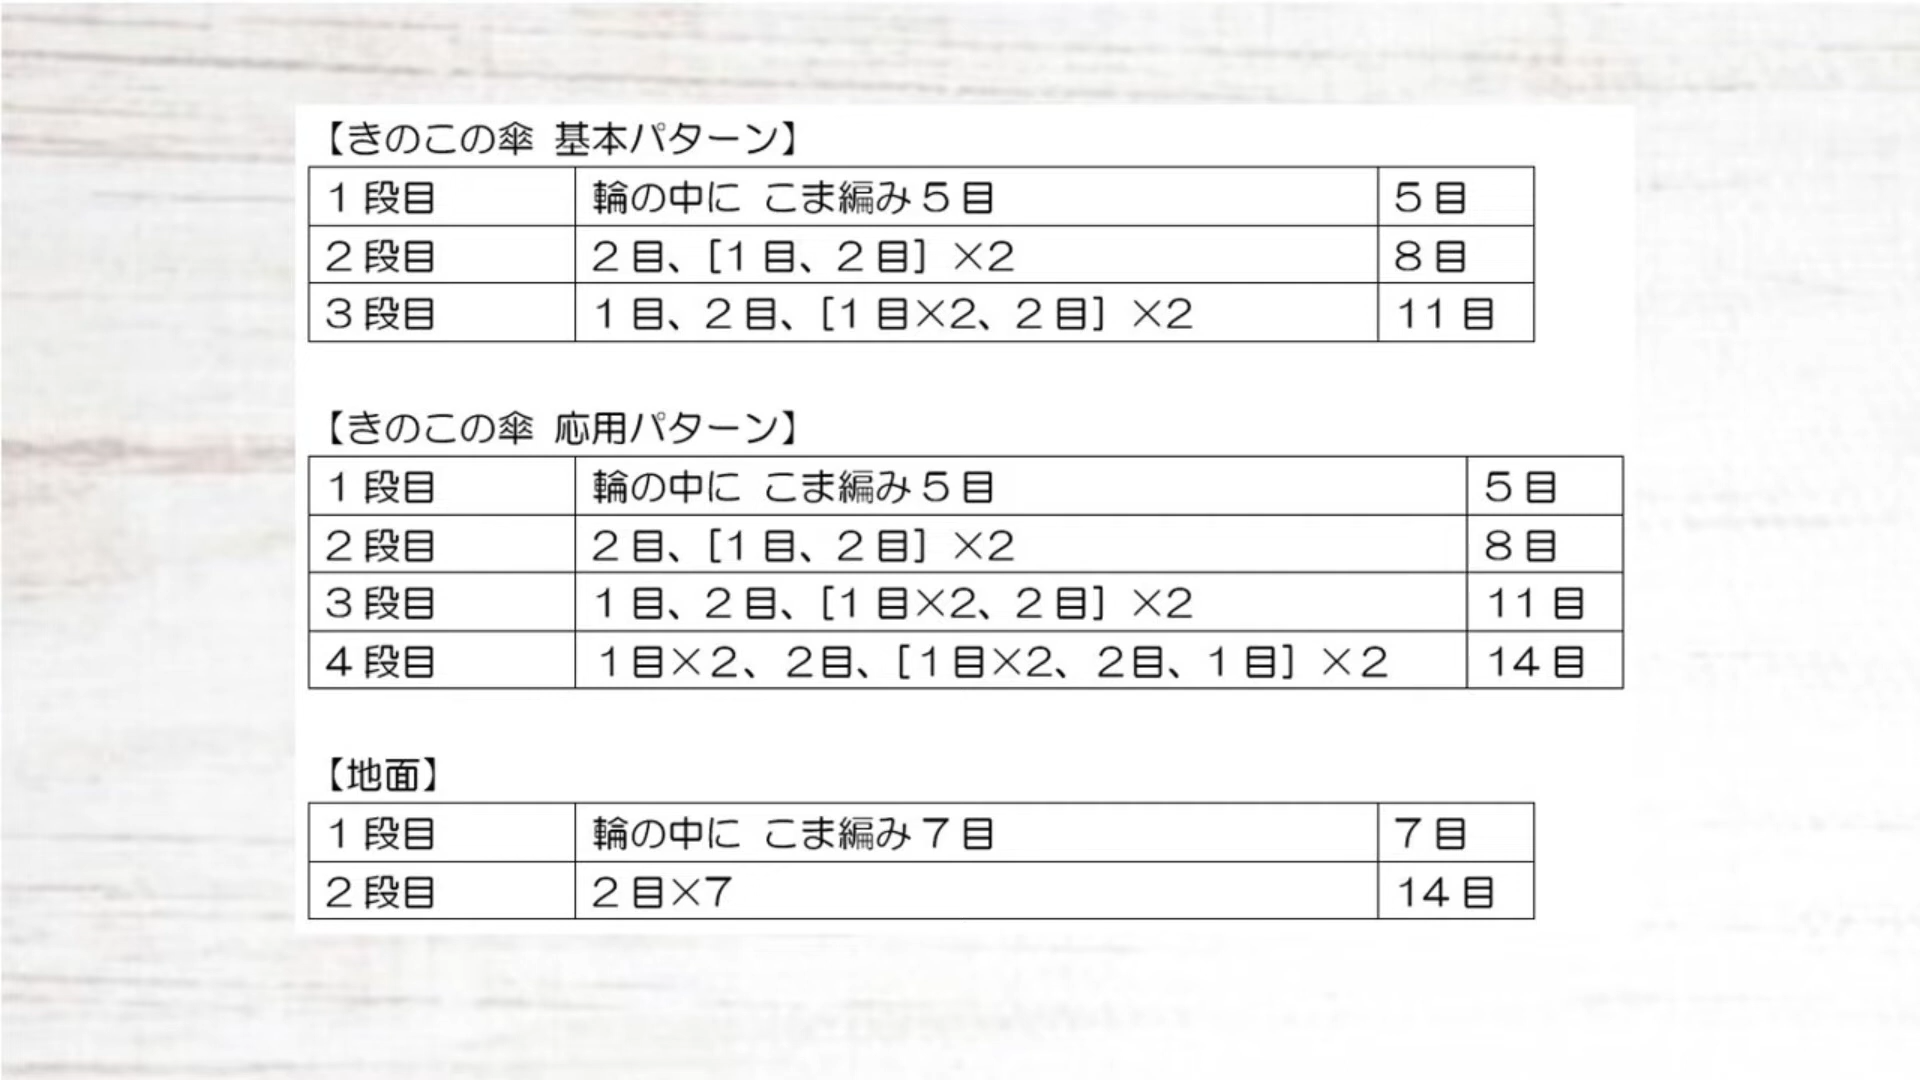 【きのこの傘 基本パターン】
1段目 輪の中に こま編み5目 5目
2段目 2目、[1目、2目] ×2 8目
3段目 1目、2目、[1目×2、2目] ×2 11目
【きのこの傘 応用パターン】
1段目 輪の中に こま編み5目 5目
2段目 2目、[1目、2目] ×2 8目
3段目 1目、2目、[1目×2、2目] ×2 11目
4段目 1目×2、2目、[1目×2、2目、1目] ×2 14目
【地面】
1段目 輪の中に こま編み7目 7目
2段目 2目×7 14目